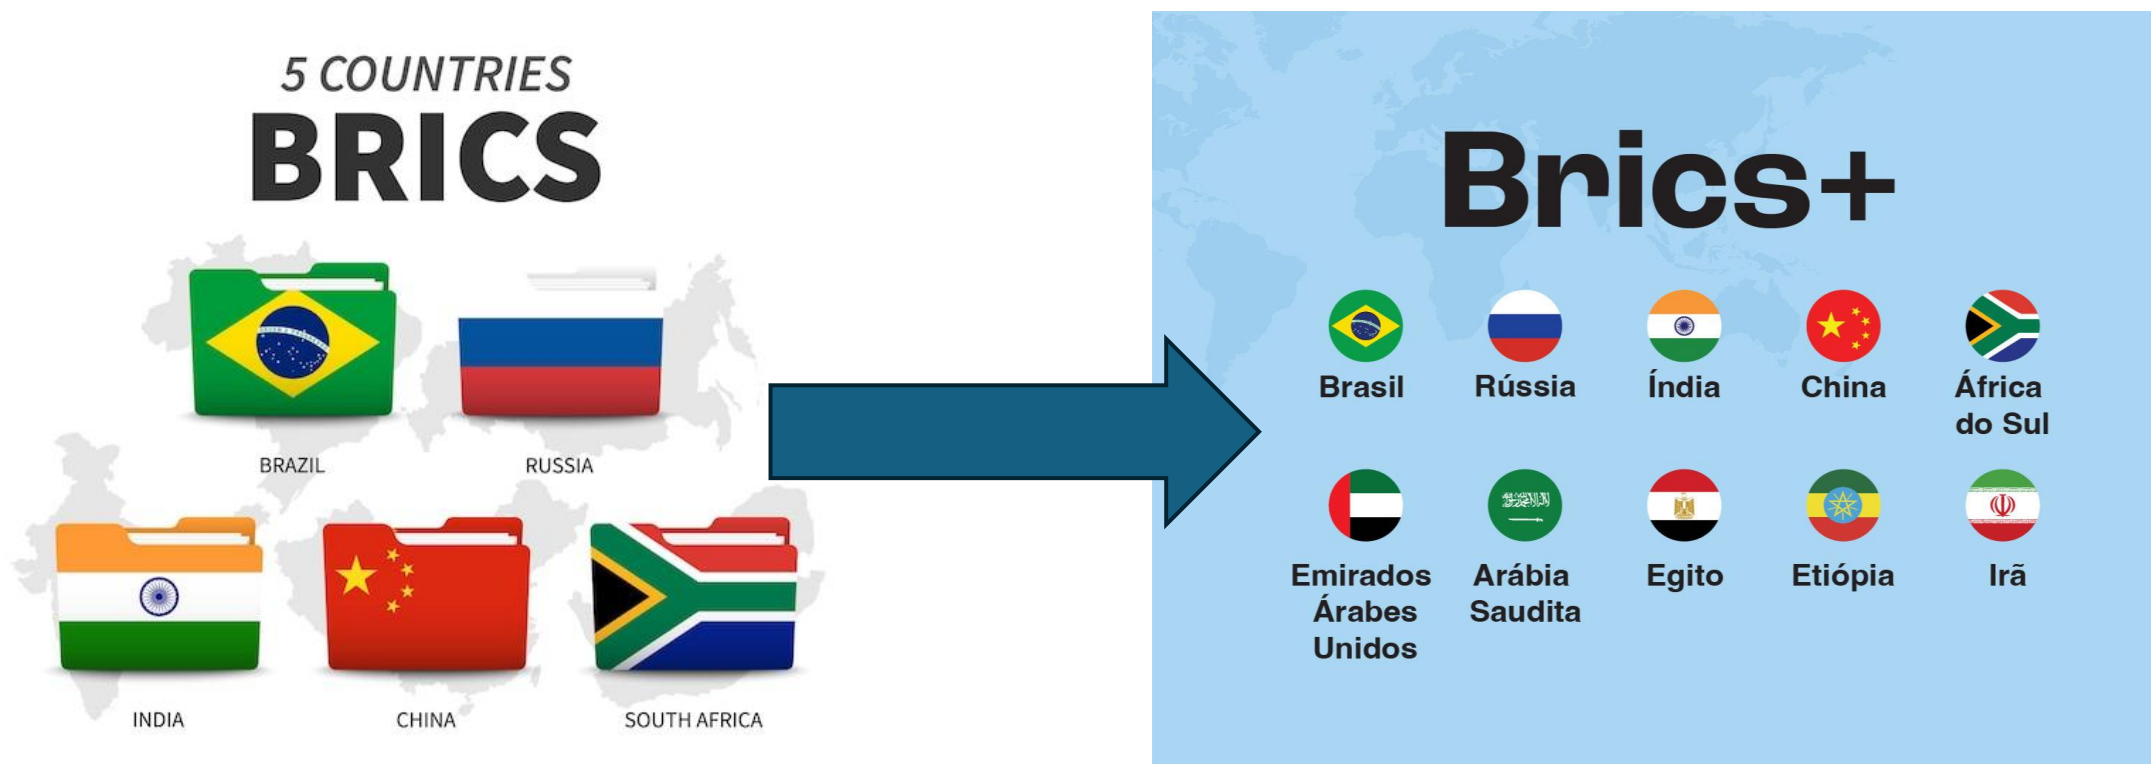 5 COUNTRIES
BRICS
BRAZIL
RUSSIA
INDIA
CHINA
SOUTH AFRICA
Brics+
Brasil
Rússia
Índia
China
África
do Sul
Emirados
Árabes
Unidos
Arábia
Saudita
Egito
Etiópia
Irã